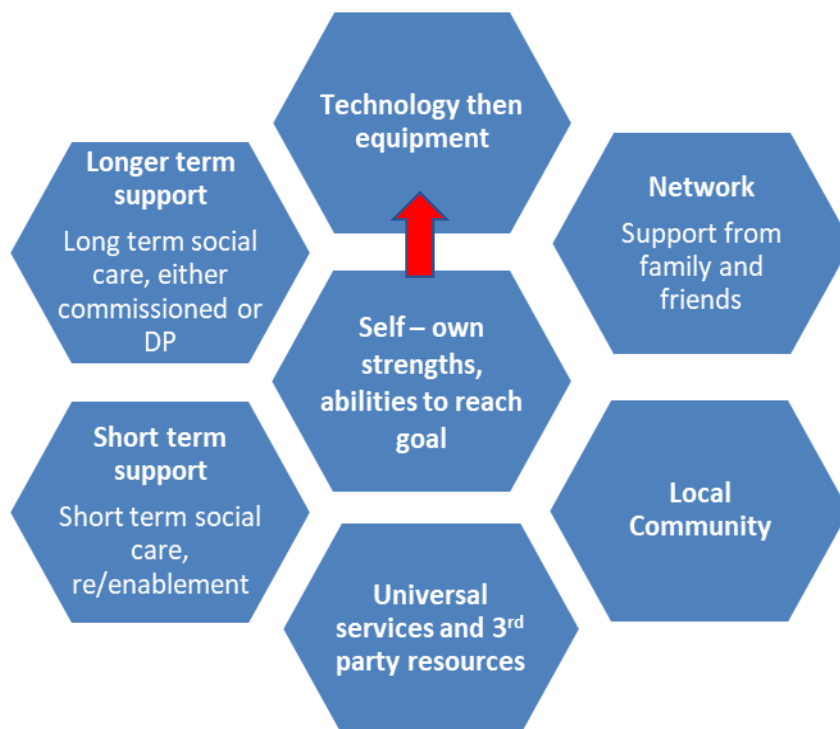 Technology then
equipment
Longer term
support
Long term social
care, either
commissioned or
DP
Network
Support from
family and
friends
Self – own
strengths,
abilities to reach
goal
Short term
support
Short term social
care,
re/enablement
Local
Community
Universal
services and 3rd
party resources